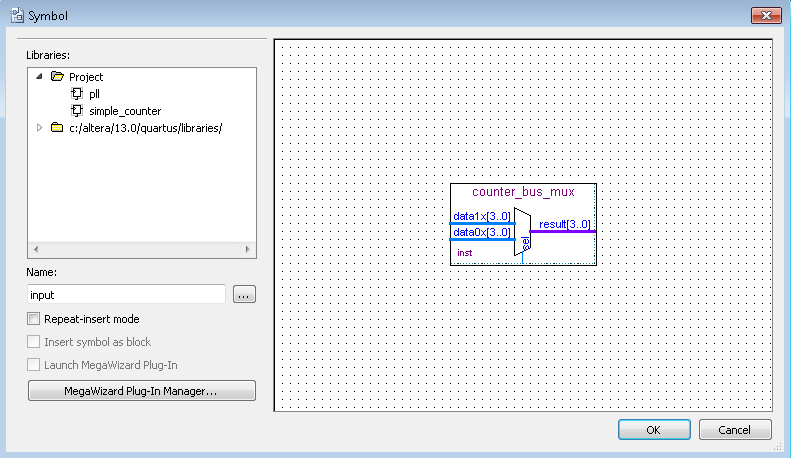 Symbol
Libraries:
Project
pll
simple_counter
c:/altera/13.0/quartus/libraries/
Name:
input
...
Repeat-insert mode
Insert symbol as block
Launch MegaWizard Plug-In
MegaWizard Plug-In Manager...
counter_bus_mux
data1x[3..0]
data0x[3..0]
result[3..0]
sel
inst
OK
Cancel